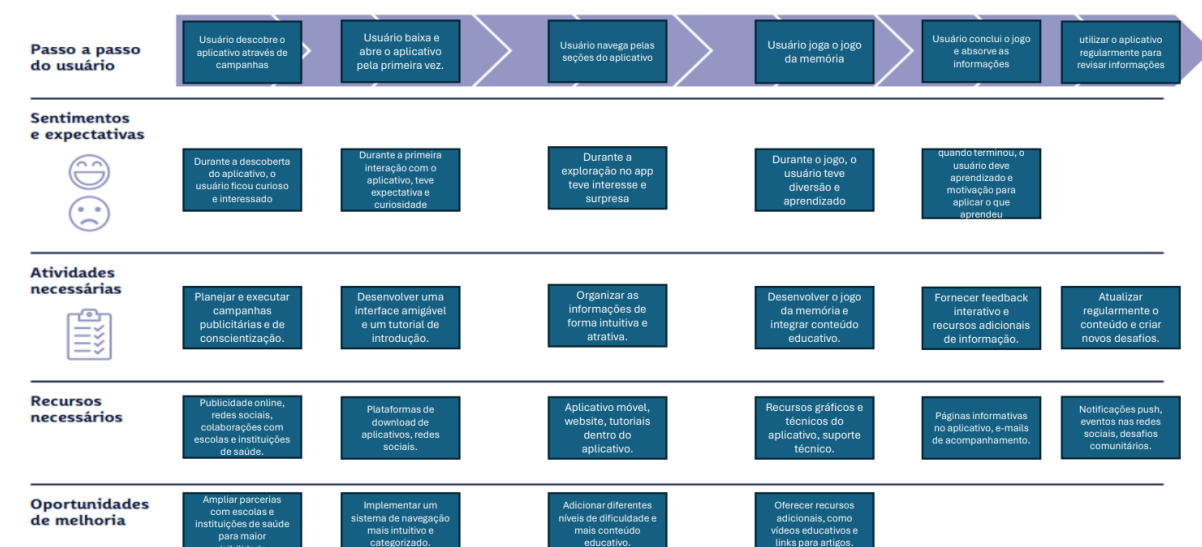 Passo a passo
do usuário
Usuário descobre o
aplicativo através de
campanhas
Usuário baixa e
abre o aplicativo
pela primeira vez.
Usuário navega pelas
seções do aplicativo
Usuário joga o jogo
da memória
Usuário conclui o jogo
e absorve as
informações
utilizar o aplicativo
regularmente para
revisar informações
Sentimentos
e expectativas
Durante a descoberta
do aplicativo, o
usuário ficou curioso
e interessado
Durante a primeira
interação com o
aplicativo, teve
expectativa e
curiosidade
Durante a
exploração no app
teve interesse e
surpresa
Durante o jogo, o
usuário teve
diversão e
aprendizado
quando terminou, o
usuário deve
aprendizado e
motivação para
aplicar o que
aprendeu
Atividades
necessárias
Planejar e executar
campanhas
publicitárias e de
conscientização.
Desenvolver uma
interface amigável
e um tutorial de
introdução.
Organizar as
informações de
forma intuitiva e
atrativa.
Desenvolver o jogo
da memória e
integrar conteúdo
educativo.
Fornecer feedback
interativo e
recursos adicionais
de informação.
Atualizar
regularmente o
conteúdo e criar
novos desafios.
Recursos
necessários
Publicidade online,
redes sociais,
colaborações com
escolas e instituições
de saúde.
Plataformas de
download de
aplicativos, redes
sociais.
Aplicativo móvel,
website, tutoriais
dentro do
aplicativo.
Recursos gráficos e
técnicos do
aplicativo, suporte
técnico.
Páginas informativas
no aplicativo, e-mails
de acompanhamento.
Notificações push,
eventos nas redes
sociais, desafios
comunitários.
Oportunidades
de melhoria
Ampliar parcerias
com escolas e
instituições de saúde
para maior
Implementar um
sistema de navegação
mais intuitivo e
categorizado.
Adicionar diferentes
níveis de dificuldade e
mais conteúdo
educativo.
Oferecer recursos
adicionais, como
vídeos educativos e
links para artigos.